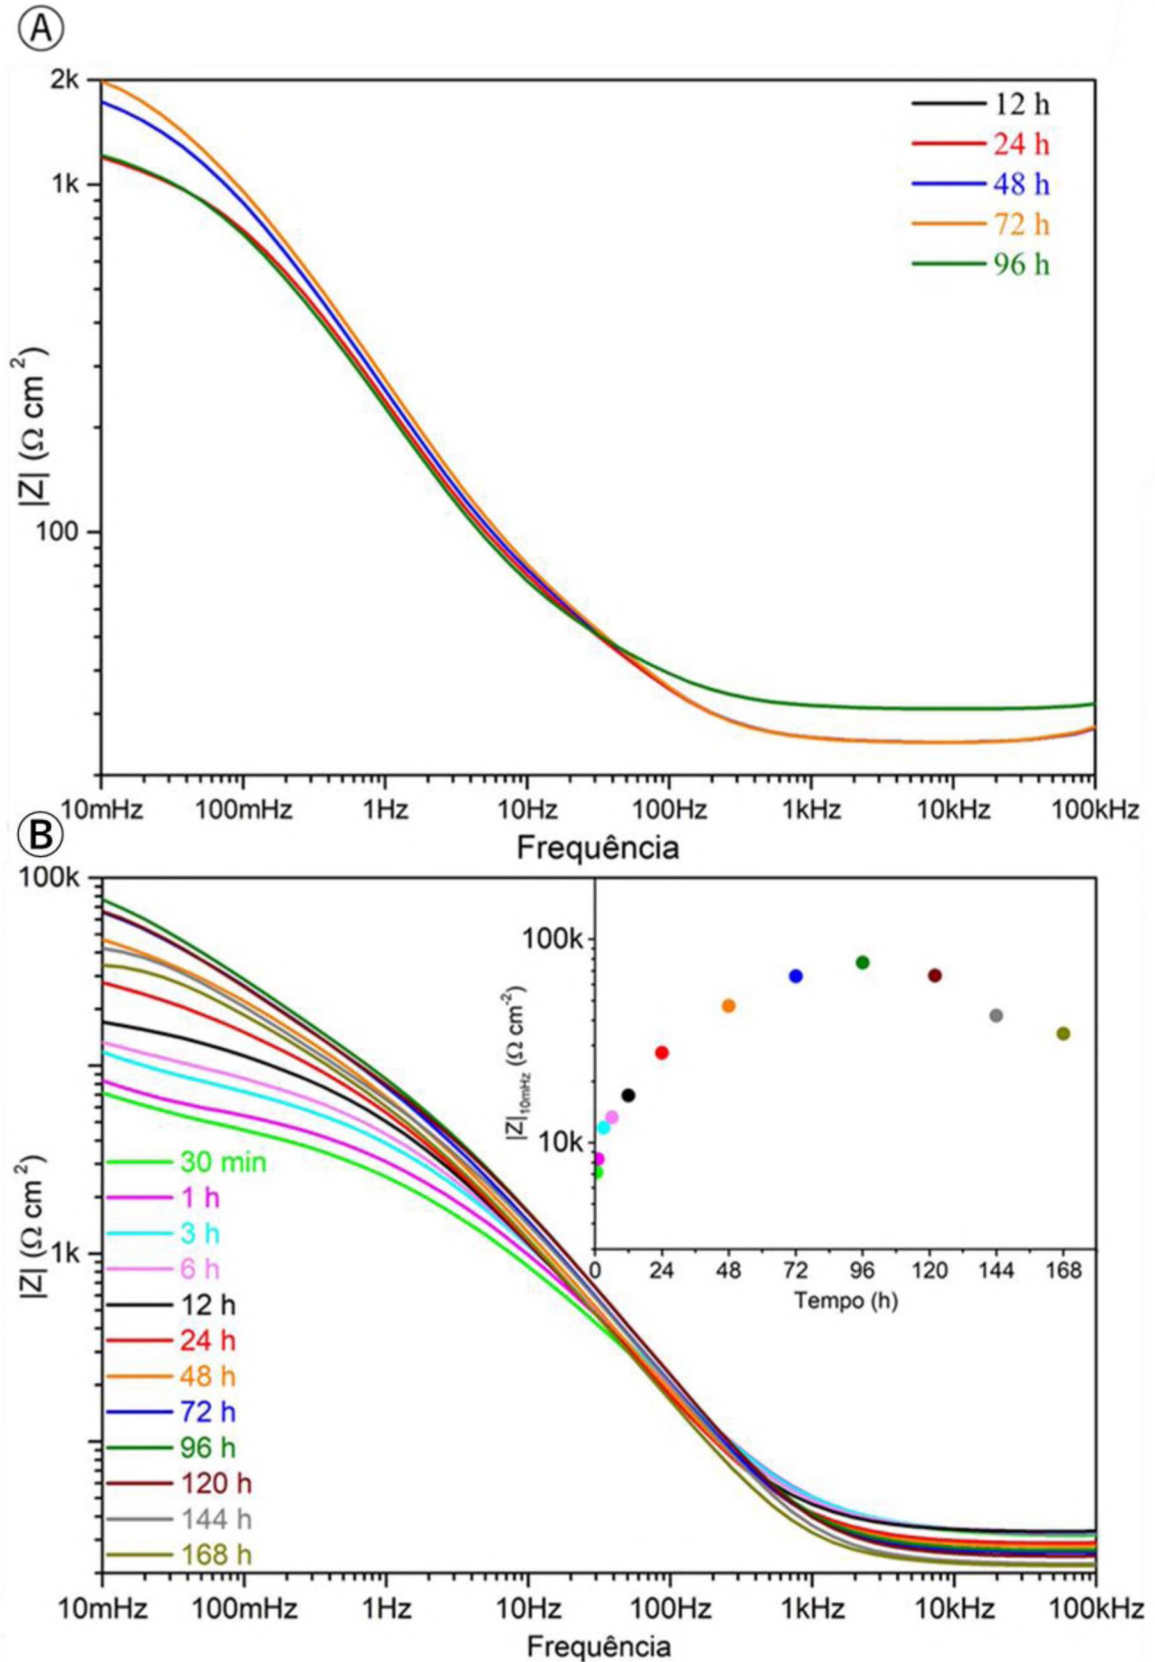 A
2k
1k
100
|Z| (Ω cm²)
12 h
24 h
48 h
72 h
96 h
10mHz 100mHz 1Hz 10Hz 100Hz 1kHz 10kHz 100kHz
Frequência
B
100k
1k
|Z| (Ω cm²)
30 min
1 h
3 h
6 h
12 h
24 h
48 h
72 h
96 h
120 h
144 h
168 h
100k
10k
|Z|10mHz (Ω cm⁻²)
0 24 48 72 96 120 144 168
Tempo (h)
10mHz 100mHz 1Hz 10Hz 100Hz 1kHz 10kHz 100kHz
Frequência